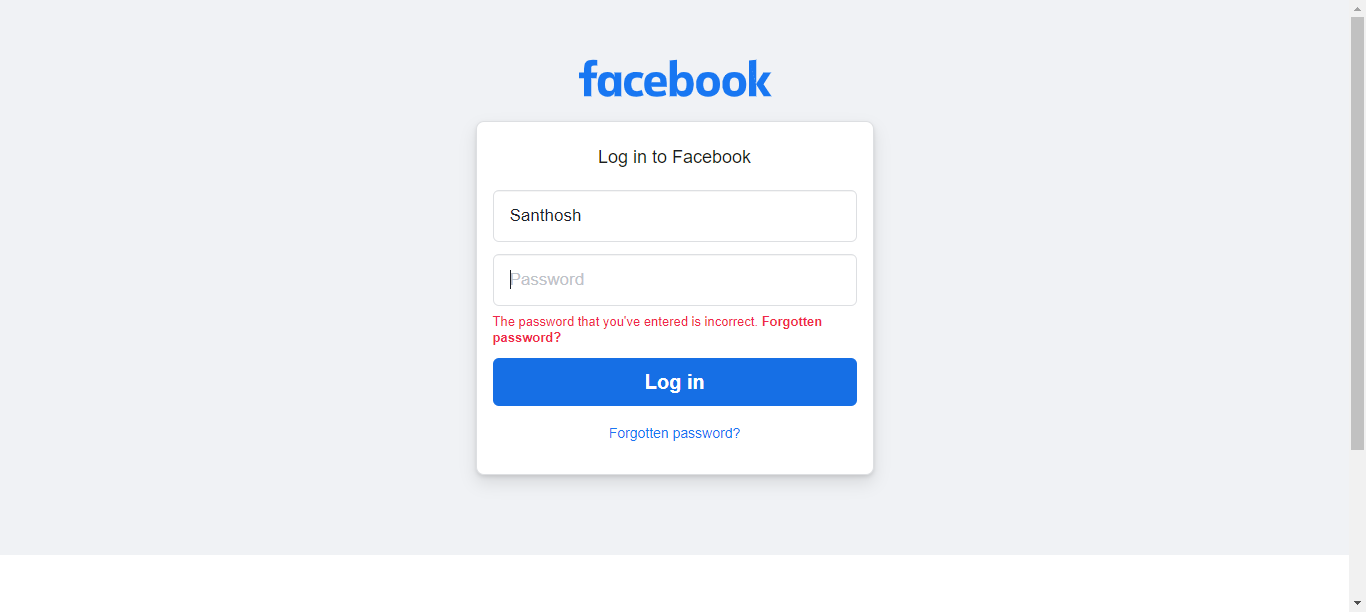 facebook
Log in to Facebook
Santhosh
Password
The password that you've entered is incorrect. Forgotten
password?
Log in
Forgotten password?